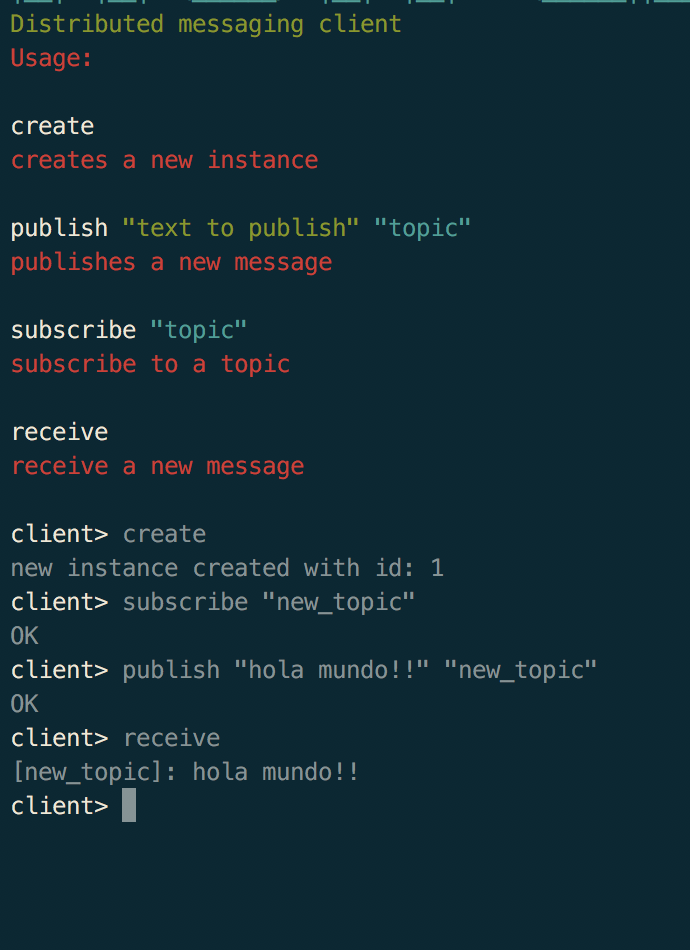 Distributed messaging client
Usage:
create
creates a new instance
publish "text to publish" "topic"
publishes a new message
subscribe "topic"
subscribe to a topic
receive
receive a new message
client> create
new instance created with id: 1
client> subscribe "new_topic"
OK
client> publish "hola mundo!!" "new_topic"
OK
client> receive
[new_topic]: hola mundo!!
client>